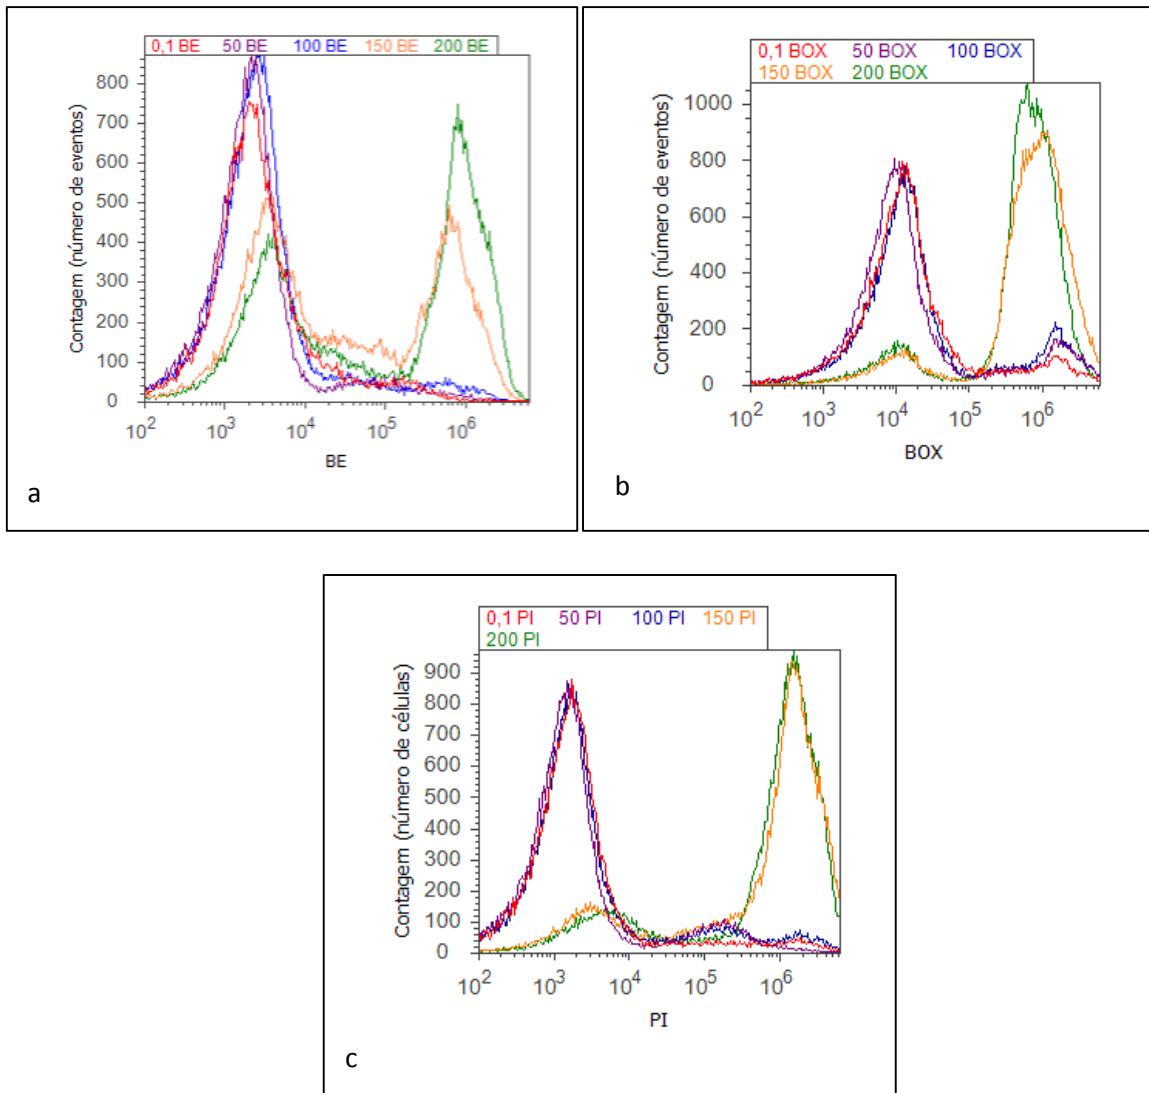 0,1 BE 50 BE 100 BE 150 BE 200 BE
Contagem (número de eventos)
800
700
600
500
400
300
200
100
0
10² 10³ 10⁴ 10⁵ 10⁶
BE
a
0,1 BOX 50 BOX 100 BOX
150 BOX 200 BOX
Contagem (número de eventos)
1000
800
600
400
200
0
10² 10³ 10⁴ 10⁵ 10⁶
BOX
b
0,1 PI 50 PI 100 PI 150 PI
200 PI
Contagem (número de células)
900
800
700
600
500
400
300
200
100
0
10² 10³ 10⁴ 10⁵ 10⁶
PI
c